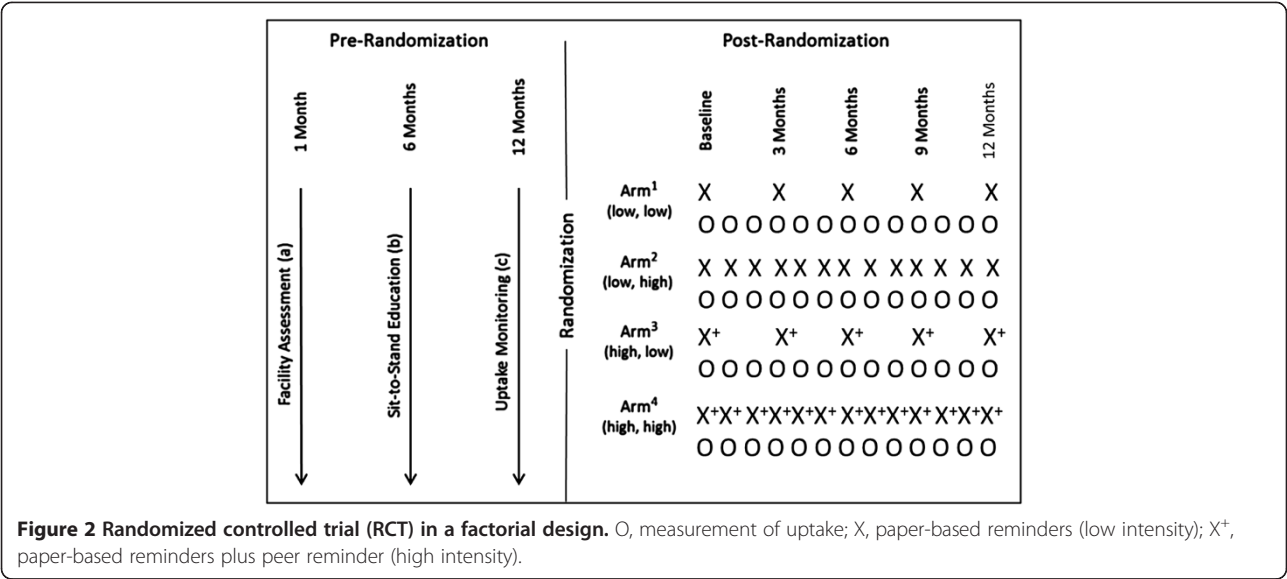 Pre-Randomization
1 Month
6 Months
12 Months
Facility Assessment (a)
Sit-to-Stand Education (b)
Uptake Monitoring (c)
Randomization
Post-Randomization
Baseline
3 Months
6 Months
9 Months
12 Months
Arm¹
(low, low)
X X X X X
O O O O O O O O O O O O O
Arm²
(low, high)
X X X X X X X X X X X X X
O O O O O O O O O O O O O
Arm³
(high, low)
X⁺ X⁺ X⁺ X⁺ X⁺
O O O O O O O O O O O O O
Arm⁴
(high, high)
X⁺X⁺ X⁺X⁺X⁺X⁺ X⁺X⁺X⁺X⁺ X⁺X⁺X⁺
O O O O O O O O O O O O O
Figure 2 Randomized controlled trial (RCT) in a factorial design. O, measurement of uptake; X, paper-based reminders (low intensity); X⁺,
paper-based reminders plus peer reminder (high intensity).